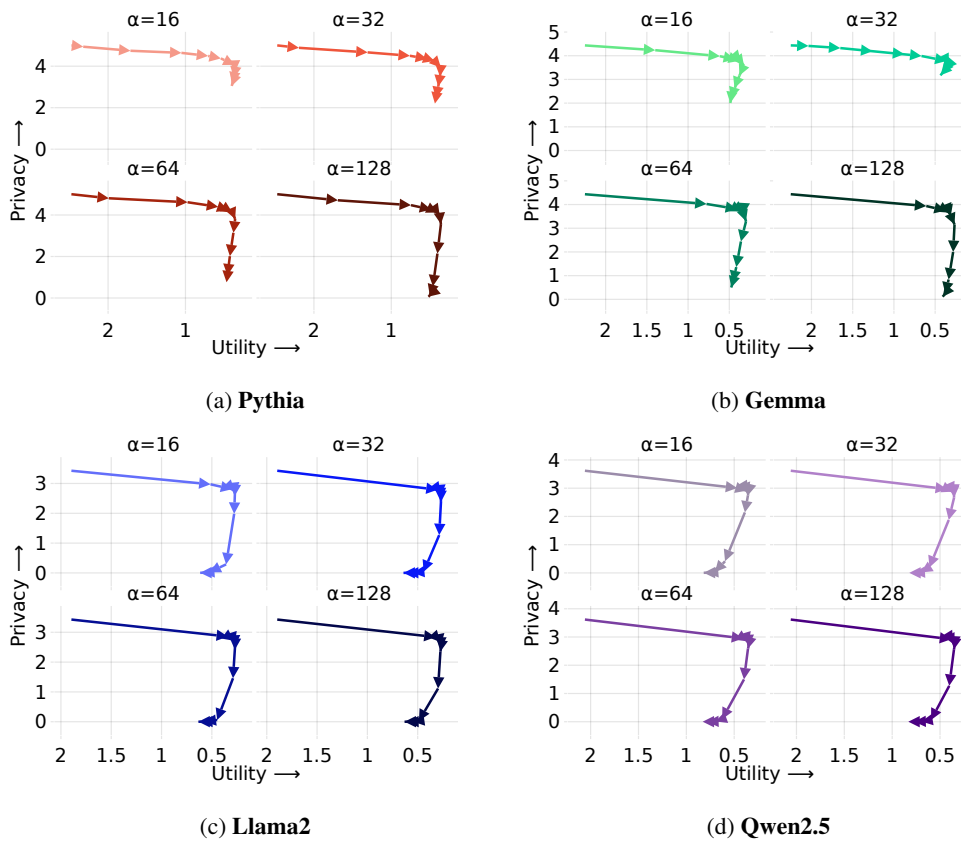 α=16 α=32
4
2
0
α=64 α=128
4
2
0
Privacy ⟶
2 1 2 1
Utility ⟶
(a) Pythia
α=16 α=32
5
4
3
2
1
0
α=64 α=128
5
4
3
2
1
0
Privacy ⟶
2 1.5 1 0.5 2 1.5 1 0.5
Utility ⟶
(b) Gemma
α=16 α=32
3
2
1
0
α=64 α=128
3
2
1
0
Privacy ⟶
2 1.5 1 0.5 2 1.5 1 0.5
Utility ⟶
(c) Llama2
α=16 α=32
4
3
2
1
0
α=64 α=128
4
3
2
1
0
Privacy ⟶
2 1.5 1 0.5 2 1.5 1 0.5
Utility ⟶
(d) Qwen2.5